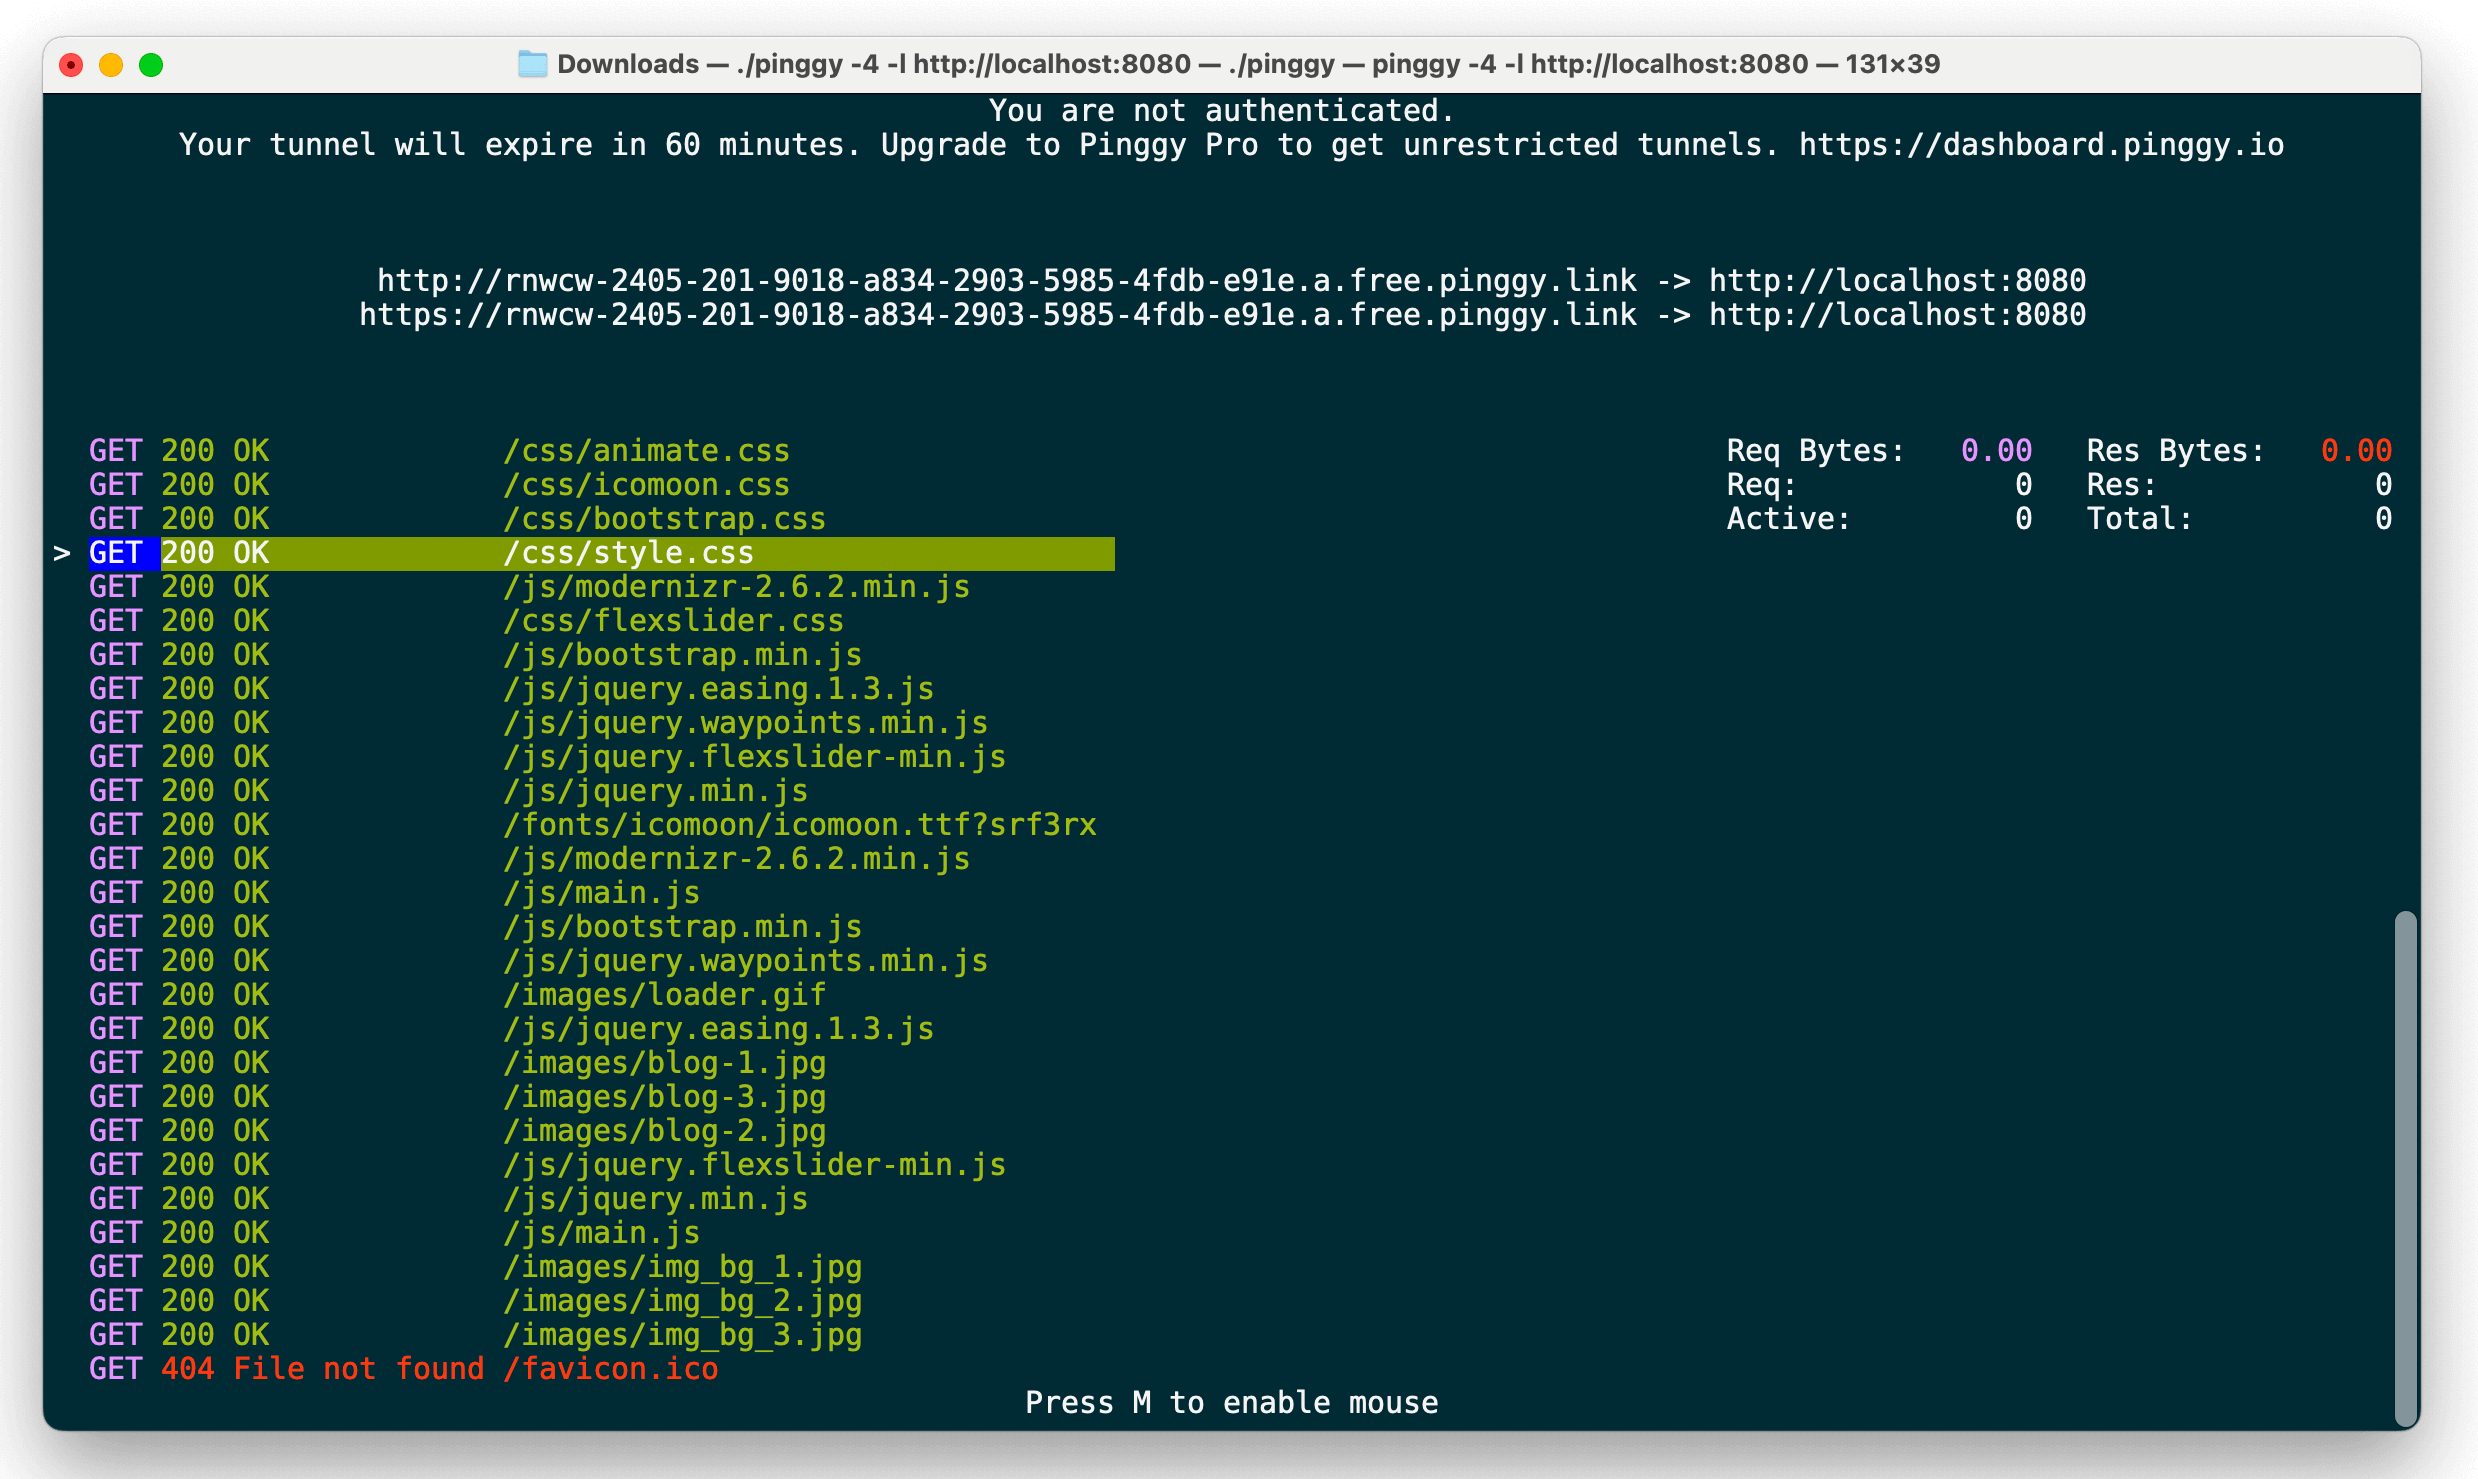 Downloads — ./pinggy -4 -l http://localhost:8080 — ./pinggy — pinggy -4 -l http://localhost:8080 — 131×39
You are not authenticated.
Your tunnel will expire in 60 minutes. Upgrade to Pinggy Pro to get unrestricted tunnels. https://dashboard.pinggy.io
http://rnwcw-2405-201-9018-a834-2903-5985-4fdb-e91e.a.free.pinggy.link -> http://localhost:8080
https://rnwcw-2405-201-9018-a834-2903-5985-4fdb-e91e.a.free.pinggy.link -> http://localhost:8080
GET 200 OK /css/animate.css Req Bytes: 0.00 Res Bytes: 0.00
GET 200 OK /css/icomoon.css Req: 0 Res: 0
GET 200 OK /css/bootstrap.css Active: 0 Total: 0
> GET 200 OK /css/style.css
GET 200 OK /js/modernizr-2.6.2.min.js
GET 200 OK /css/flexslider.css
GET 200 OK /js/bootstrap.min.js
GET 200 OK /js/jquery.easing.1.3.js
GET 200 OK /js/jquery.waypoints.min.js
GET 200 OK /js/jquery.flexslider-min.js
GET 200 OK /js/jquery.min.js
GET 200 OK /fonts/icomoon/icomoon.ttf?srf3rx
GET 200 OK /js/modernizr-2.6.2.min.js
GET 200 OK /js/main.js
GET 200 OK /js/bootstrap.min.js
GET 200 OK /js/jquery.waypoints.min.js
GET 200 OK /images/loader.gif
GET 200 OK /js/jquery.easing.1.3.js
GET 200 OK /images/blog-1.jpg
GET 200 OK /images/blog-3.jpg
GET 200 OK /images/blog-2.jpg
GET 200 OK /js/jquery.flexslider-min.js
GET 200 OK /js/jquery.min.js
GET 200 OK /js/main.js
GET 200 OK /images/img_bg_1.jpg
GET 200 OK /images/img_bg_2.jpg
GET 200 OK /images/img_bg_3.jpg
GET 404 File not found /favicon.ico
Press M to enable mouse